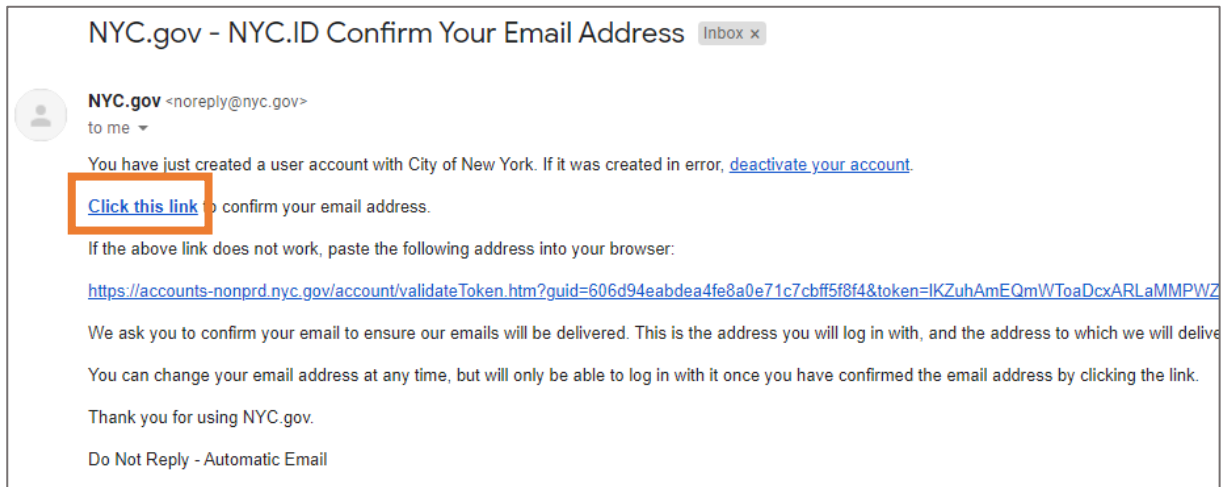 NYC.gov - NYC.ID Confirm Your Email Address Inbox x
NYC.gov <noreply@nyc.gov>
to me
You have just created a user account with City of New York. If it was created in error, deactivate your account.
Click this link to confirm your email address.
If the above link does not work, paste the following address into your browser:
https://accounts-nonprd.nyc.gov/account/validateToken.htm?guid=606d94eabdea4fe8a0e71c7cbff5f8f4&token=IKZuhAmEQmWToaDcxARLaMMPWZ
We ask you to confirm your email to ensure our emails will be delivered. This is the address you will log in with, and the address to which we will delive
You can change your email address at any time, but will only be able to log in with it once you have confirmed the email address by clicking the link.
Thank you for using NYC.gov.
Do Not Reply - Automatic Email